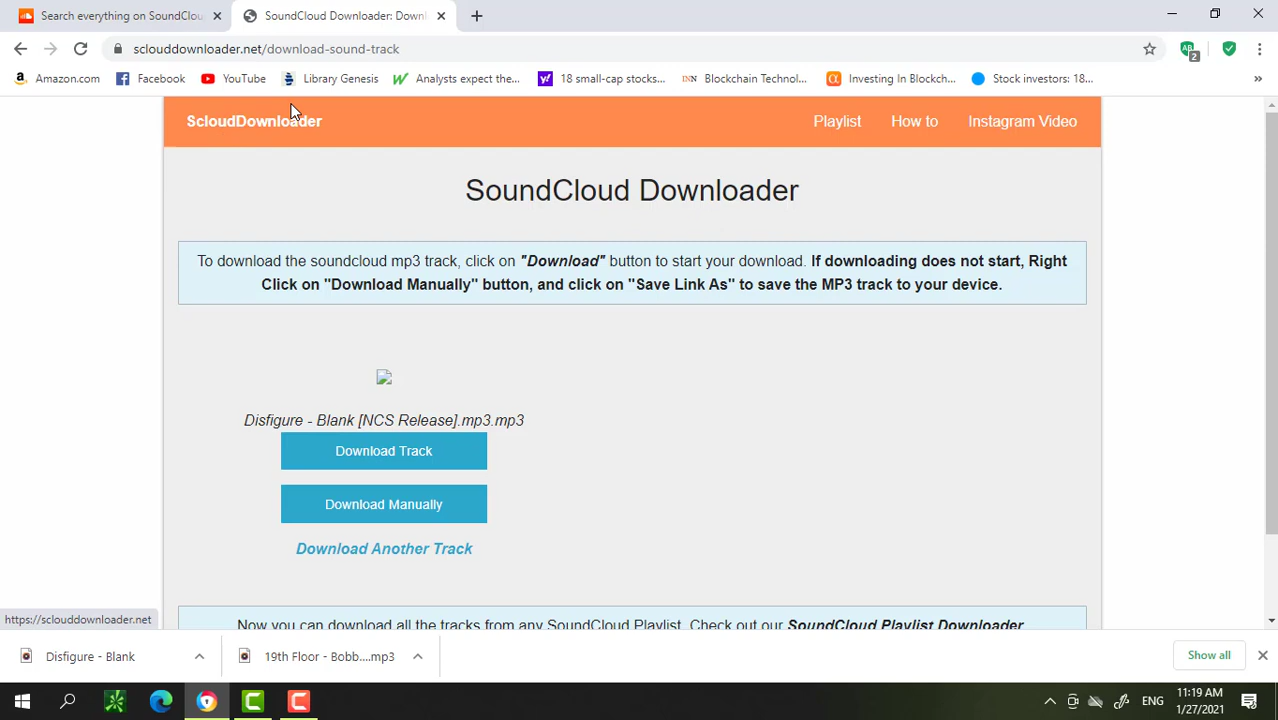 Search everything on SoundClou
SoundCloud Downloader: Downl
sclouddownloader.net/download-sound-track
2
Amazon.com
Facebook
YouTube
Library Genesis
Analysts expect the...
18 small-cap stocks...
INN Blockchain Technol...
Investing In Blockch...
Stock investors: 18...
»
ScloudDownloader
Playlist
How to
Instagram Video
SoundCloud Downloader
To download the soundcloud mp3 track, click on "Download" button to start your download. If downloading does not start, Right
Click on "Download Manually" button, and click on "Save Link As" to save the MP3 track to your device.
Disfigure - Blank [NCS Release].mp3.mp3
Download Track
Download Manually
Download Another Track
https://sclouddownloader.net
Now you can download all the tracks from any SoundCloud Playlist. Check out our SoundCloud Playlist Downloader
Disfigure - Blank
19th Floor - Bobb....mp3
Show all
ENG
11:19 AM
1/27/2021